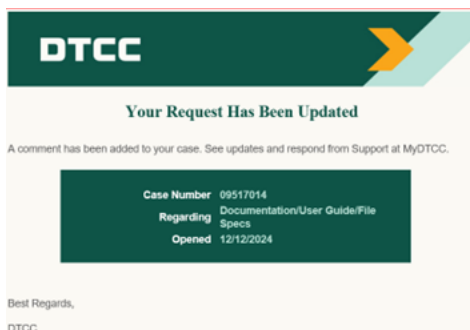 DTCC
Your Request Has Been Updated
A comment has been added to your case. See updates and respond from Support at MyDTCC.
Case Number 09517014
Regarding Documentation/User Guide/File
Specs
Opened 12/12/2024
Best Regards,
DTCC